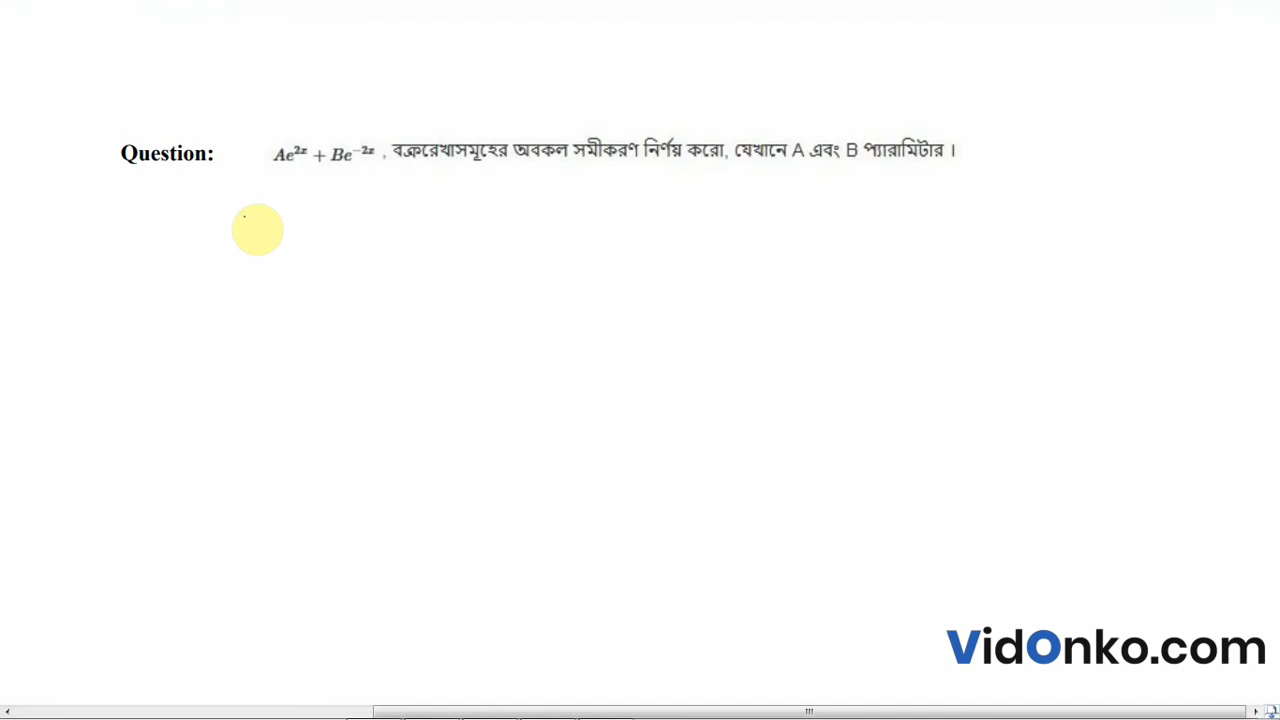 Question: Ae^{2x} + Be^{-2x} , বক্ররেখাসমূহের অবকল সমীকরণ নির্ণয় করো, যেখানে A এবং B প্যারামিটার ।
VidOnko.com